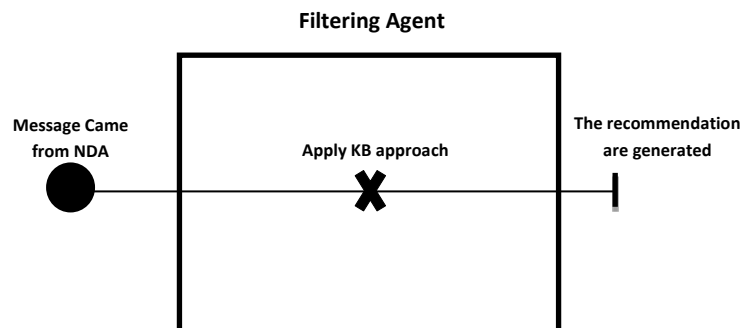 Filtering Agent
Message Came
from NDA
Apply KB approach
The recommendation
are generated